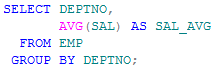 SELECT DEPTNO,
       AVG(SAL) AS SAL_AVG
  FROM EMP
 GROUP BY DEPTNO;